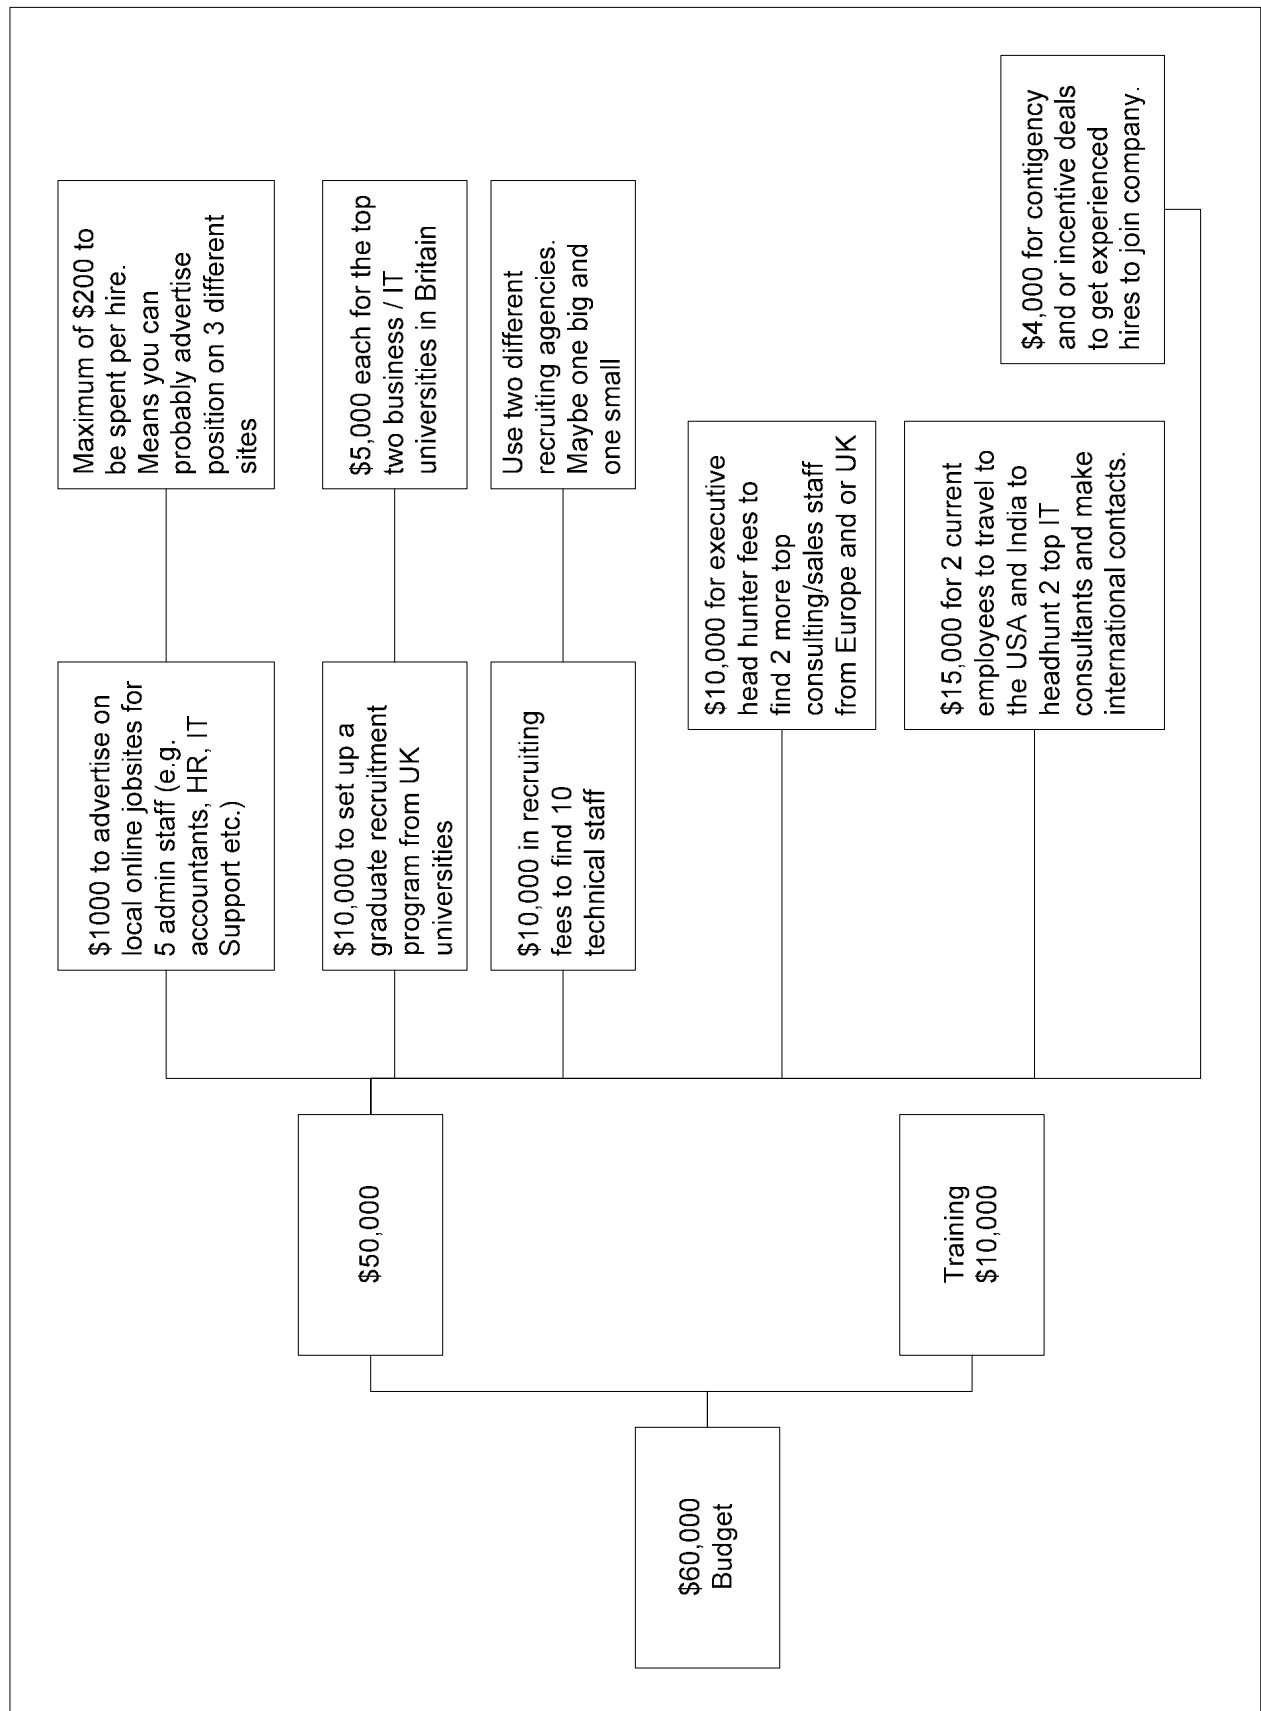 $60,000
Budget
$50,000
Training
$10,000
$1000 to advertise on
local online jobsites for
5 admin staff (e.g.
accountants, HR, IT
Support etc.)
Maximum of $200 to
be spent per hire.
Means you can
probably advertise
position on 3 different
sites
$10,000 to set up a
graduate recruitment
program from UK
universities
$5,000 each for the top
two business / IT
universities in Britain
$10,000 in recruiting
fees to find 10
technical staff
Use two different
recruiting agencies.
Maybe one big and
one small
$10,000 for executive
head hunter fees to
find 2 more top
consulting/sales staff
from Europe and or UK
$15,000 for 2 current
employees to travel to
the USA and India to
headhunt 2 top IT
consultants and make
international contacts.
$4,000 for contigency
and or incentive deals
to get experienced
hires to join company.